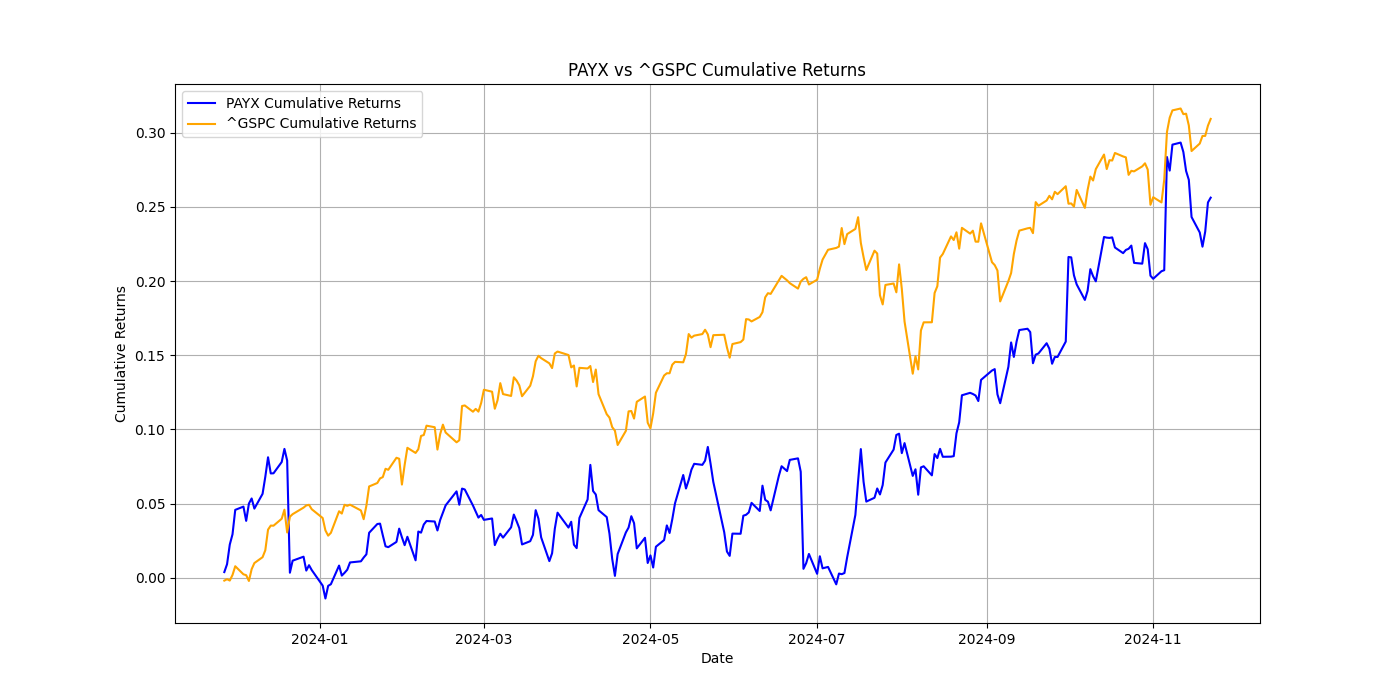 PAYX vs ^GSPC Cumulative Returns
PAYX Cumulative Returns
^GSPC Cumulative Returns
0.30
0.25
0.20
0.15
0.10
0.05
0.00
Cumulative Returns
2024-01
2024-03
2024-05
2024-07
2024-09
2024-11
Date